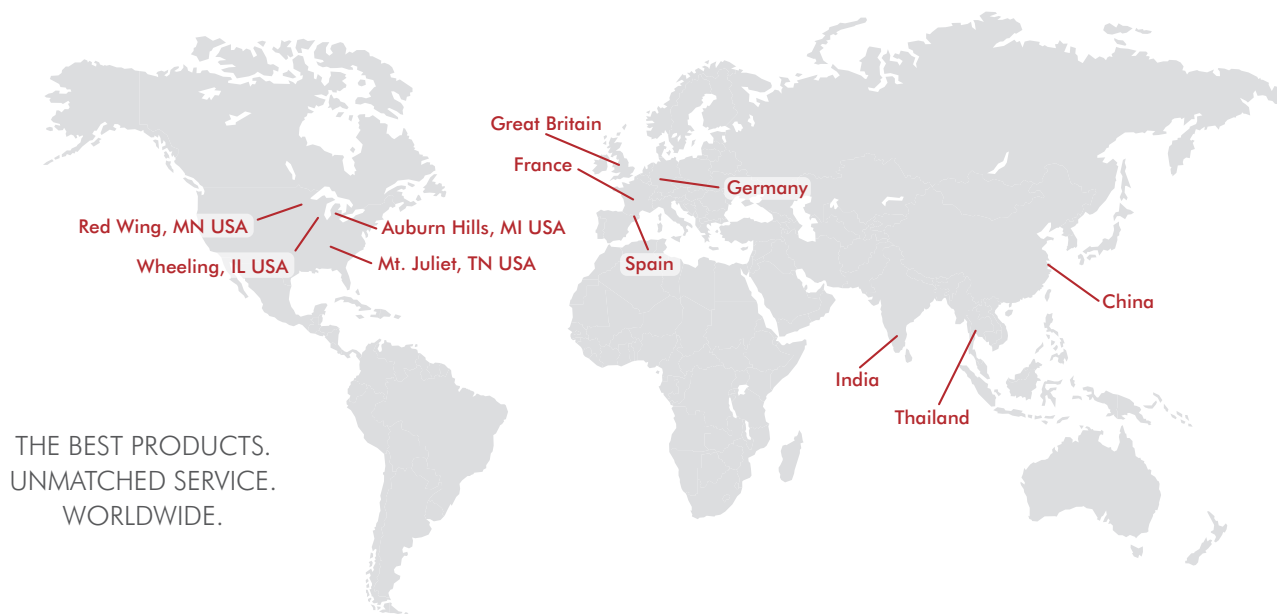 Great Britain
France
Germany
Red Wing, MN USA
Auburn Hills, MI USA
Wheeling, IL USA
Mt. Juliet, TN USA
Spain
China
India
Thailand
THE BEST PRODUCTS.
UNMATCHED SERVICE.
WORLDWIDE.